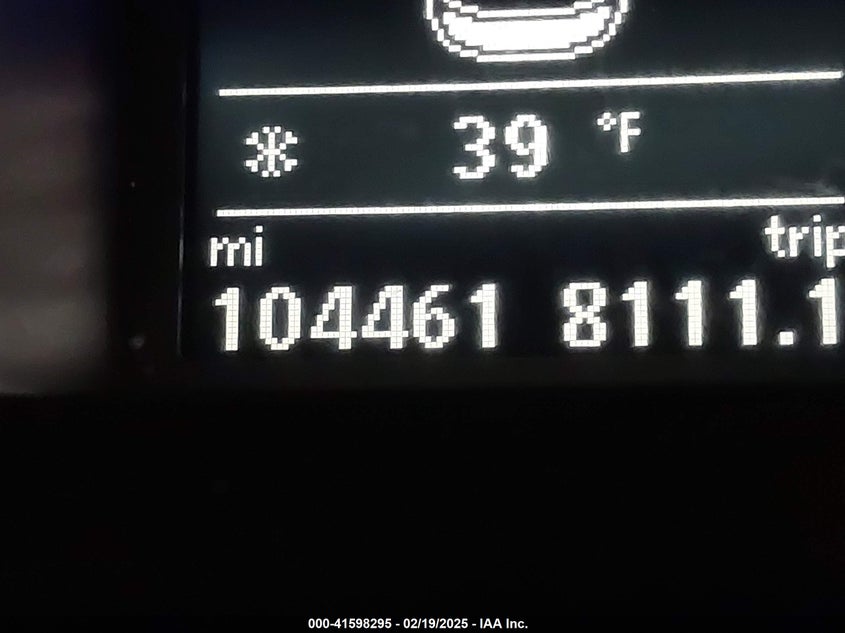 39 °F
mi trip
104461 8111.1
000-41598295 - 02/19/2025 - IAA Inc.